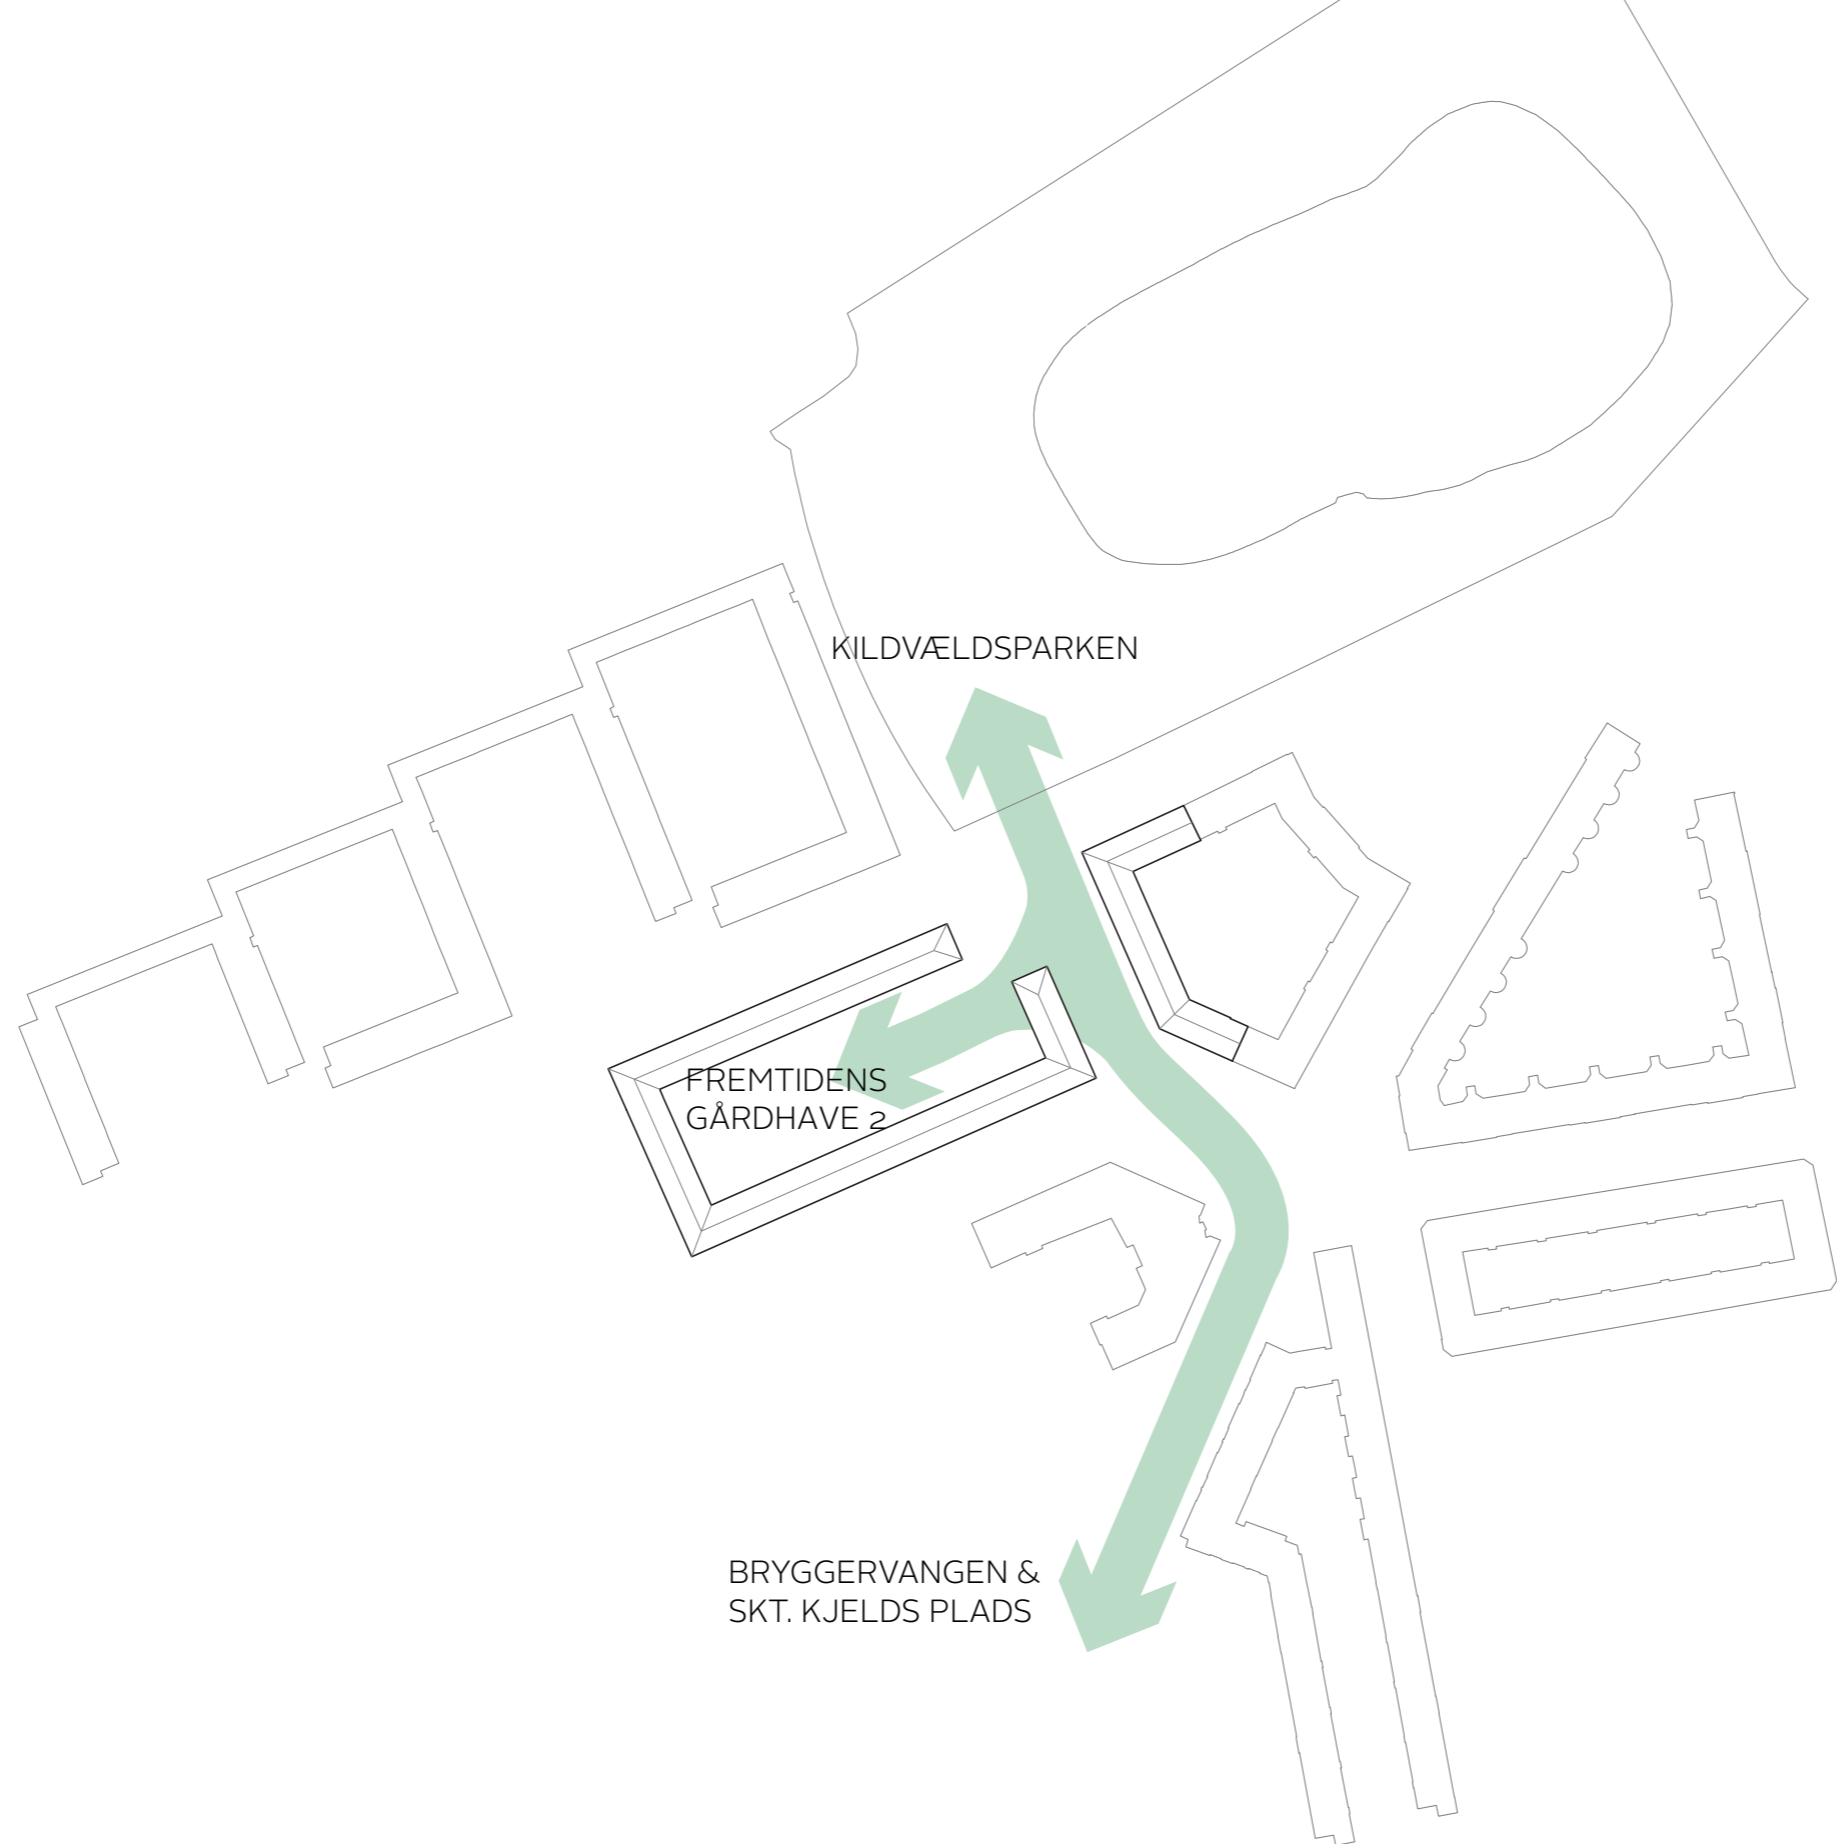 KILDVÆLDSPARKEN
FREMTIDENS
GÅRDHAVE 2
BRYGGERVANGEN &
SKT. KJELDS PLADS